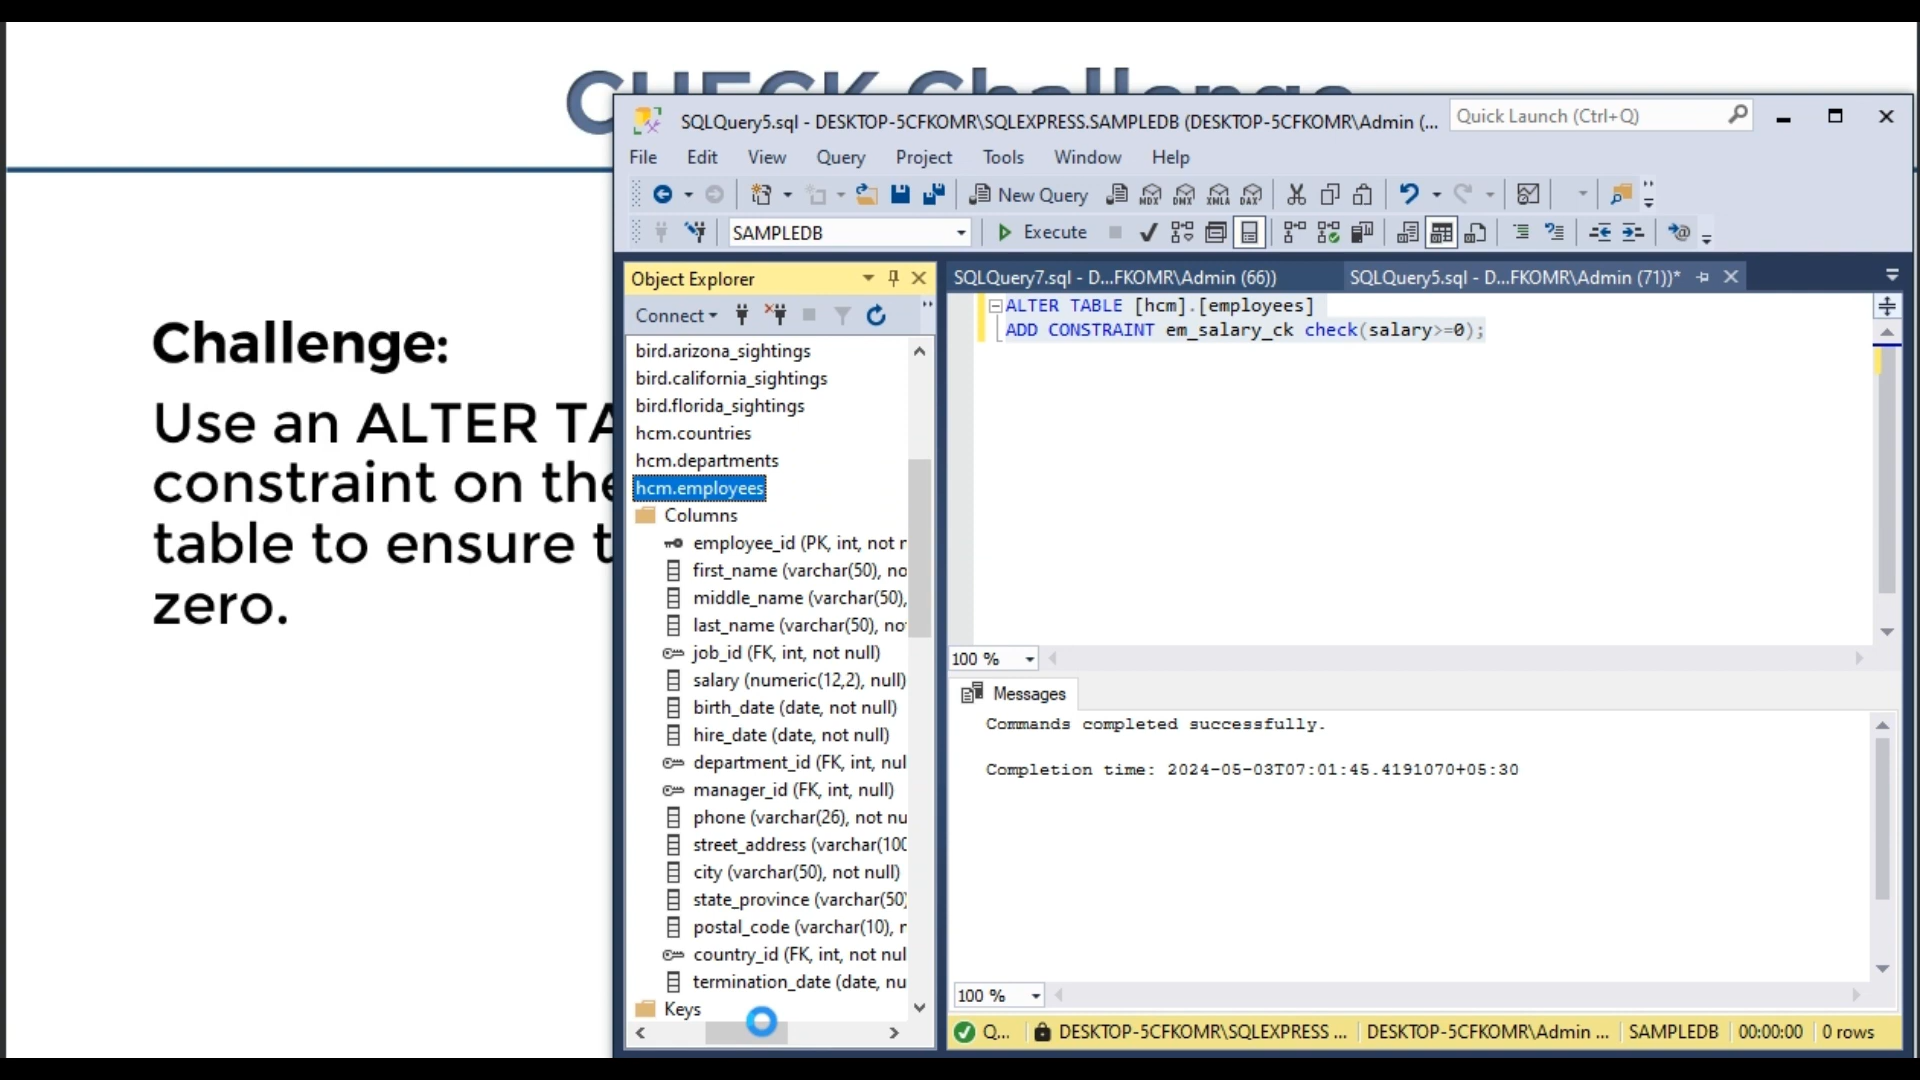 CHECK Challenge
Challenge:
Use an ALTER TA
constraint on the
table to ensure t
zero.
SQLQuery5.sql - DESKTOP-5CFKOMR\SQLEXPRESS.SAMPLEDB (DESKTOP-5CFKOMR\Admin (...
Quick Launch (Ctrl+Q)
File Edit View Query Project Tools Window Help
New Query MDX DMX XMLA DAX
SAMPLEDB Execute
Object Explorer
Connect
bird.arizona_sightings
bird.california_sightings
bird.florida_sightings
hcm.countries
hcm.departments
hcm.employees
Columns
employee_id (PK, int, not r
first_name (varchar(50), no
middle_name (varchar(50),
last_name (varchar(50), no
job_id (FK, int, not null)
salary (numeric(12,2), null)
birth_date (date, not null)
hire_date (date, not null)
department_id (FK, int, nul
manager_id (FK, int, null)
phone (varchar(26), not nu
street_address (varchar(100
city (varchar(50), not null)
state_province (varchar(50)
postal_code (varchar(10), r
country_id (FK, int, not nul
termination_date (date, nu
Keys
SQLQuery7.sql - D...FKOMR\Admin (66)) SQLQuery5.sql - D...FKOMR\Admin (71))*
ALTER TABLE [hcm].[employees]
ADD CONSTRAINT em_salary_ck check(salary>=0);
100 %
Messages
Commands completed successfully.
Completion time: 2024-05-03T07:01:45.4191070+05:30
100 %
Q... DESKTOP-5CFKOMR\SQLEXPRESS ... DESKTOP-5CFKOMR\Admin ... SAMPLEDB 00:00:00 0 rows